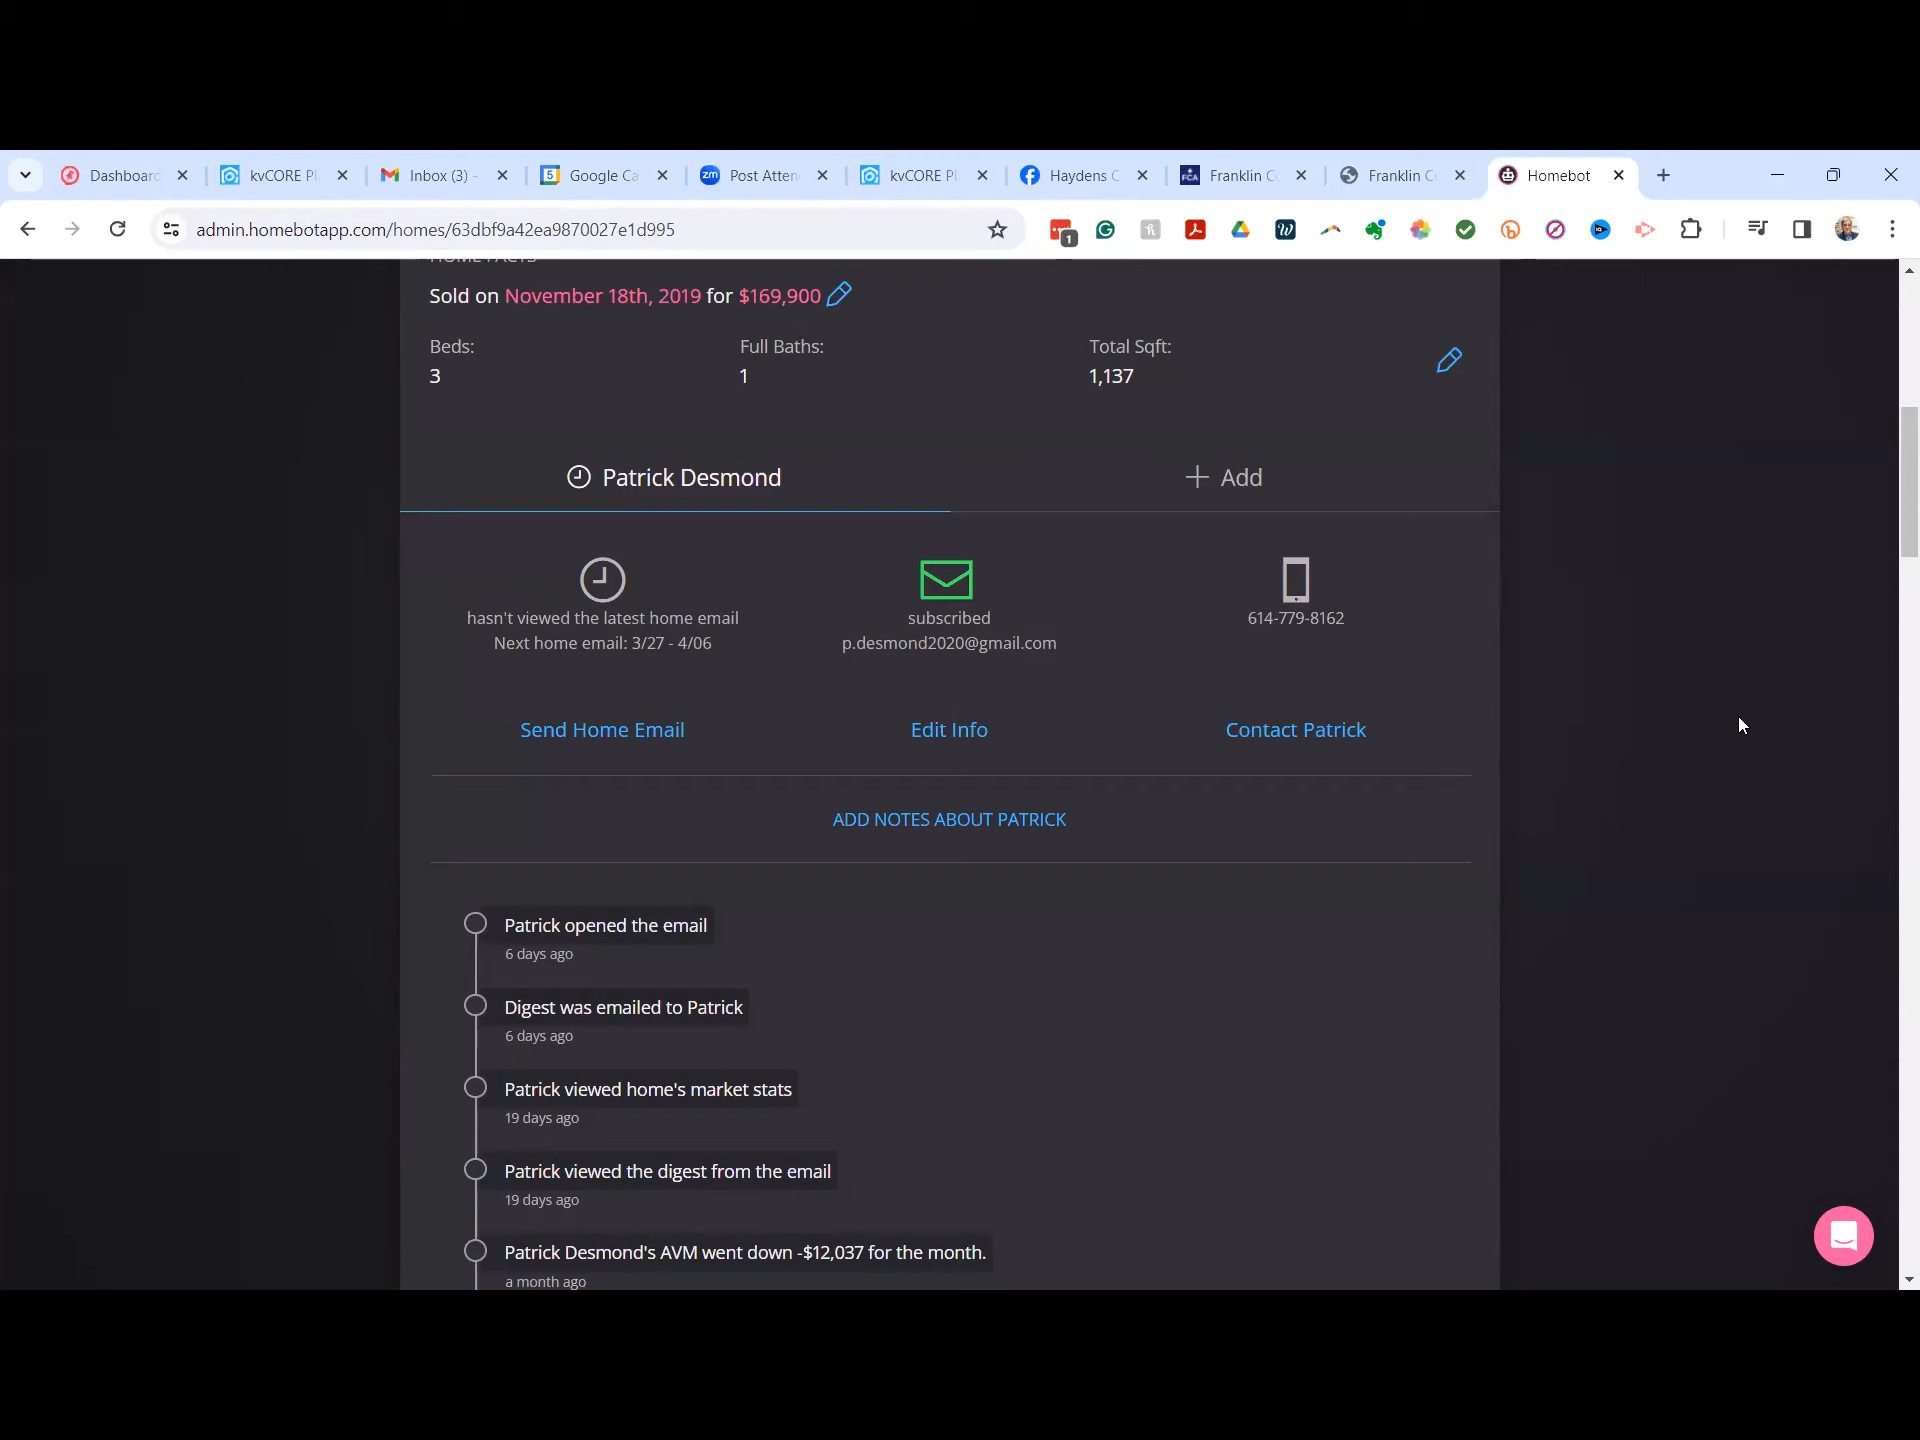 Dashboard
kvCORE Pl
Inbox (3) -
Google Ca
zm
Post Atten
kvCORE Pl
Haydens C
FCA
Franklin C
Franklin C
Homebot
admin.homebotapp.com/homes/63dbf9a42ea9870027e1d995
1
HOME FACTS
Sold on November 18th, 2019 for $169,900
Beds:
Full Baths:
Total Sqft:
3
1
1,137
Patrick Desmond
Add
hasn't viewed the latest home email
Next home email: 3/27 - 4/06
subscribed
p.desmond2020@gmail.com
614-779-8162
Send Home Email
Edit Info
Contact Patrick
ADD NOTES ABOUT PATRICK
Patrick opened the email
6 days ago
Digest was emailed to Patrick
6 days ago
Patrick viewed home's market stats
19 days ago
Patrick viewed the digest from the email
19 days ago
Patrick Desmond's AVM went down -$12,037 for the month.
a month ago